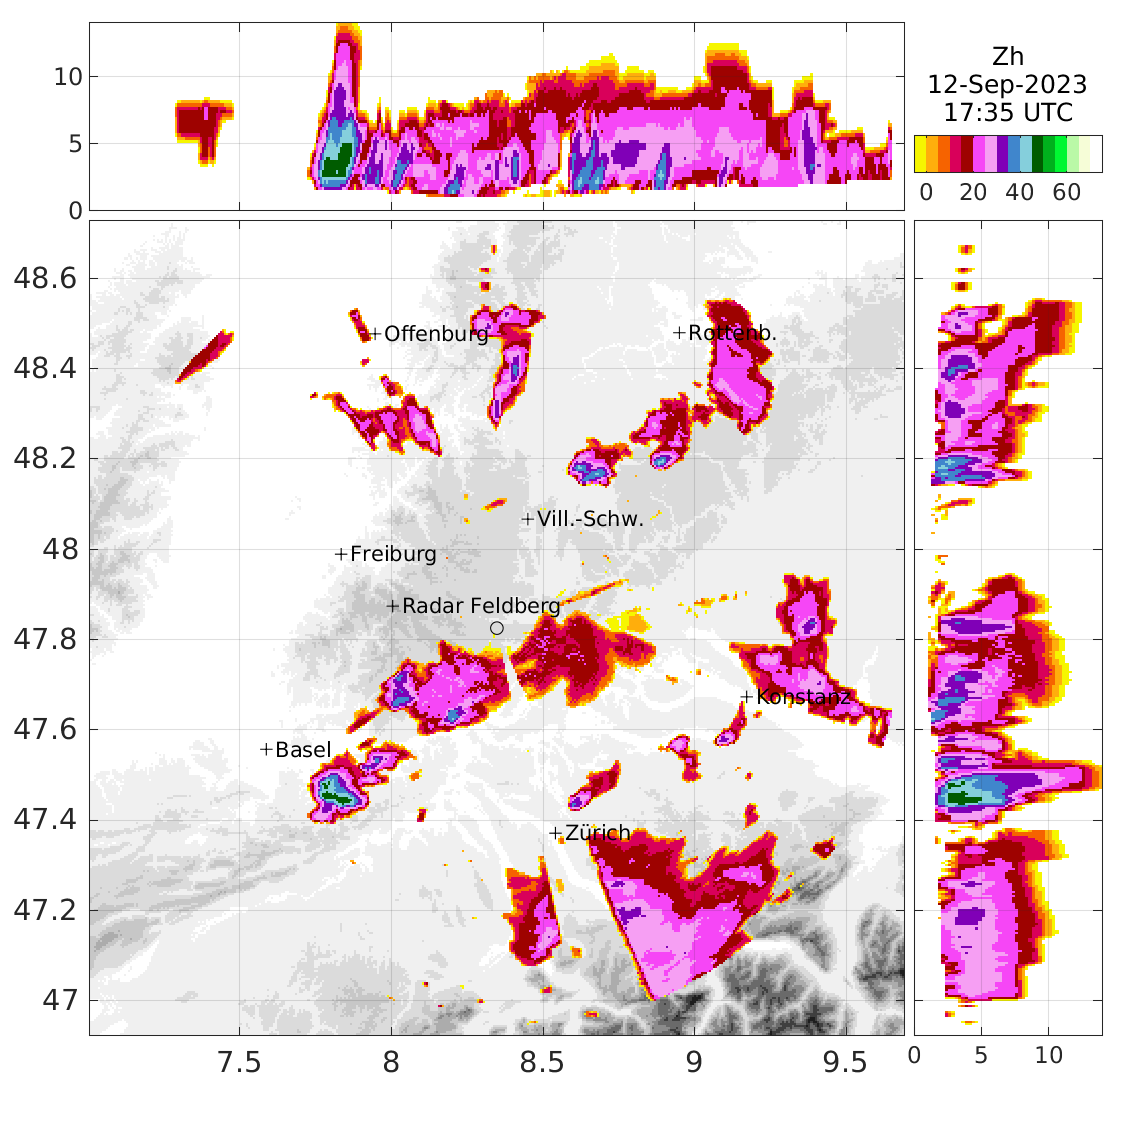 10
5
0
Zh
12-Sep-2023
17:35 UTC
0 20 40 60
48.6
48.4
48.2
48
47.8
47.6
47.4
47.2
47
+Offenburg
+Rottenb.
+Vill.-Schw.
+Freiburg
+Radar Feldberg
+Konstanz
+Basel
+Zürich
7.5 8 8.5 9 9.5
0 5 10